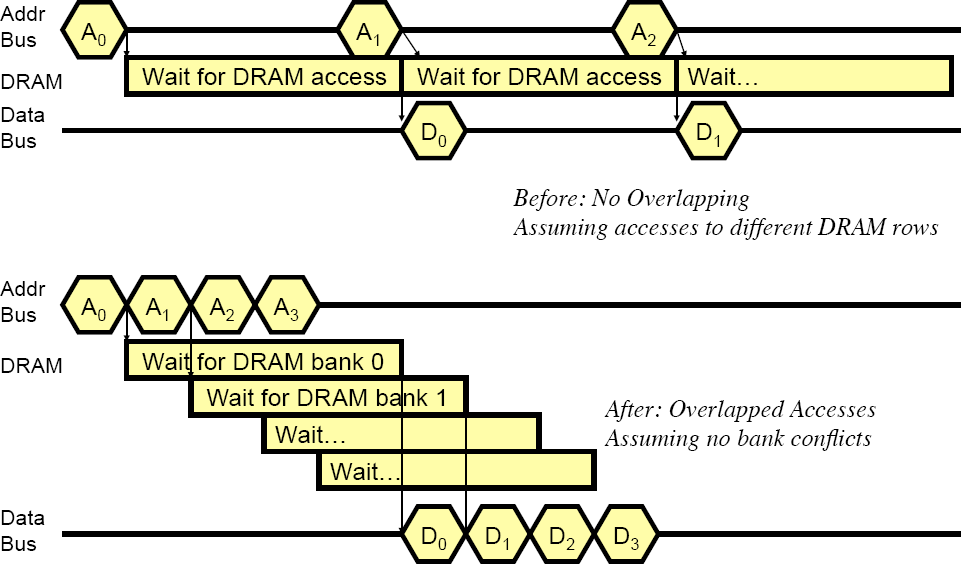 Addr
Bus
A0
A1
A2
DRAM
Wait for DRAM access
Wait for DRAM access
Wait…
Data
Bus
D0
D1
Before: No Overlapping
Assuming accesses to different DRAM rows
Addr
Bus
A0
A1
A2
A3
DRAM
Wait for DRAM bank 0
Wait for DRAM bank 1
Wait…
Wait…
After: Overlapped Accesses
Assuming no bank conflicts
Data
Bus
D0
D1
D2
D3